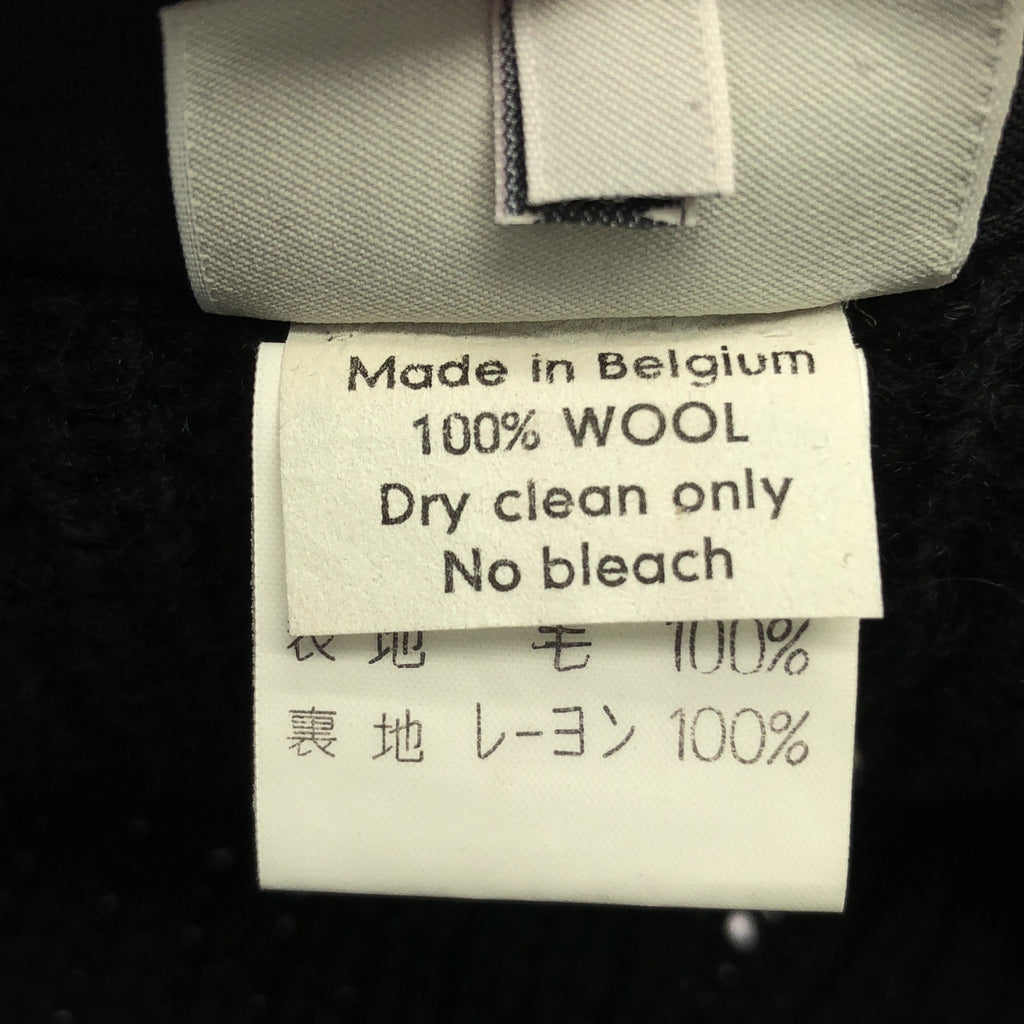 Made in Belgium
100% WOOL
Dry clean only
No bleach
表地 毛 100%
裏地 レーヨン 100%